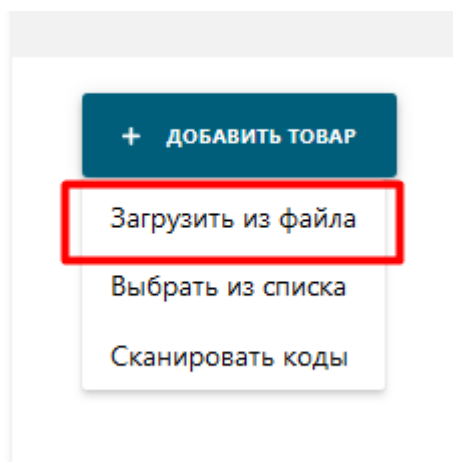 + ДОБАВИТЬ ТОВАР
Загрузить из файла
Выбрать из списка
Сканировать коды